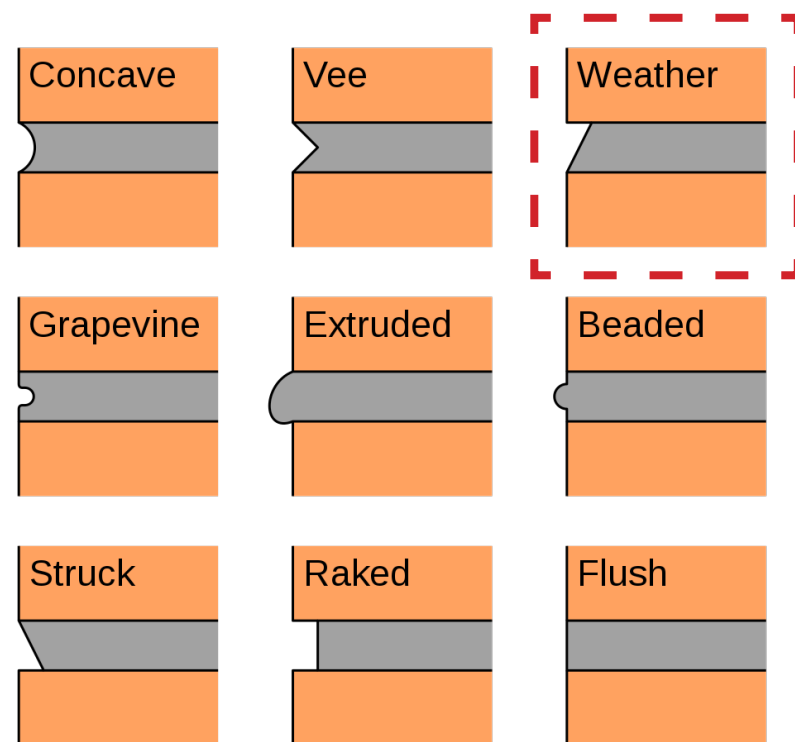 Concave
Vee
Weather
Grapevine
Extruded
Beaded
Struck
Raked
Flush